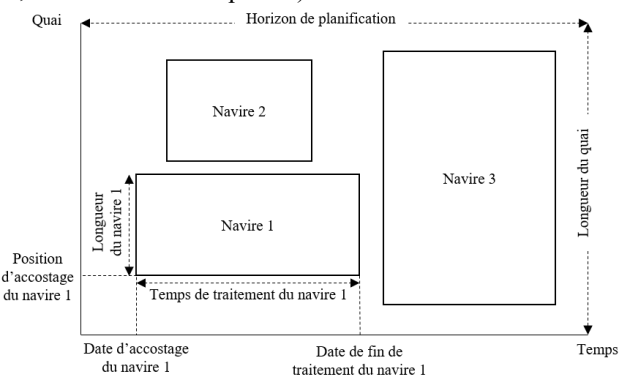 Quai
Horizon de planification
Navire 2
Navire 3
Longueur du quai
Longueur
du navire 1
Navire 1
Position
d’accostage
du navire 1
Temps de traitement du navire 1
Date d’accostage
du navire 1
Date de fin de
traitement du navire 1
Temps